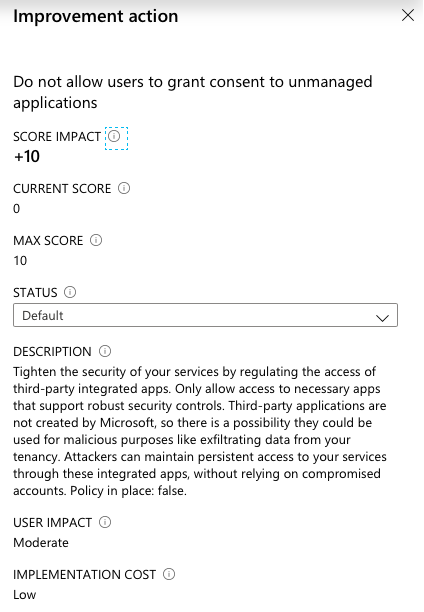 Improvement action
Do not allow users to grant consent to unmanaged
applications
SCORE IMPACT
+10
CURRENT SCORE
0
MAX SCORE
10
STATUS
Default
DESCRIPTION
Tighten the security of your services by regulating the access of
third-party integrated apps. Only allow access to necessary apps
that support robust security controls. Third-party applications are
not created by Microsoft, so there is a possibility they could be
used for malicious purposes like exfiltrating data from your
tenancy. Attackers can maintain persistent access to your services
through these integrated apps, without relying on compromised
accounts. Policy in place: false.
USER IMPACT
Moderate
IMPLEMENTATION COST
Low